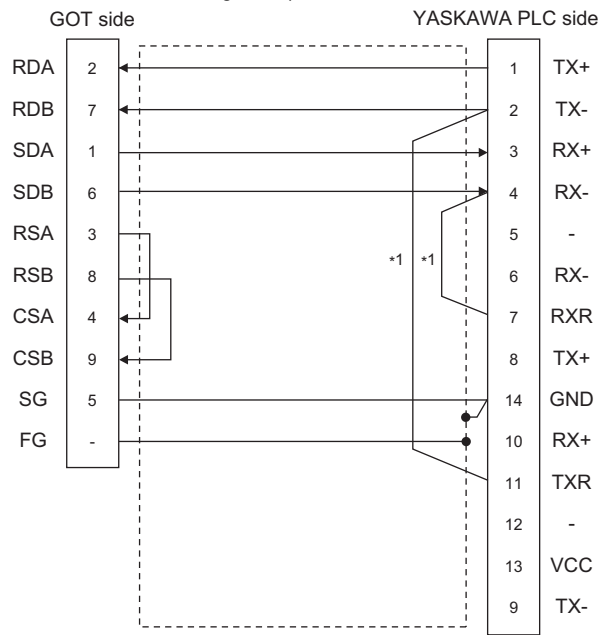 GOT side YASKAWA PLC side
RDA 2 1 TX+
RDB 7 2 TX-
SDA 1 3 RX+
SDB 6 4 RX-
RSA 3 5 -
RSB 8 *1 *1 6 RX-
CSA 4 7 RXR
CSB 9 8 TX+
SG 5 14 GND
FG - 10 RX+
11 TXR
12 -
13 VCC
9 TX-